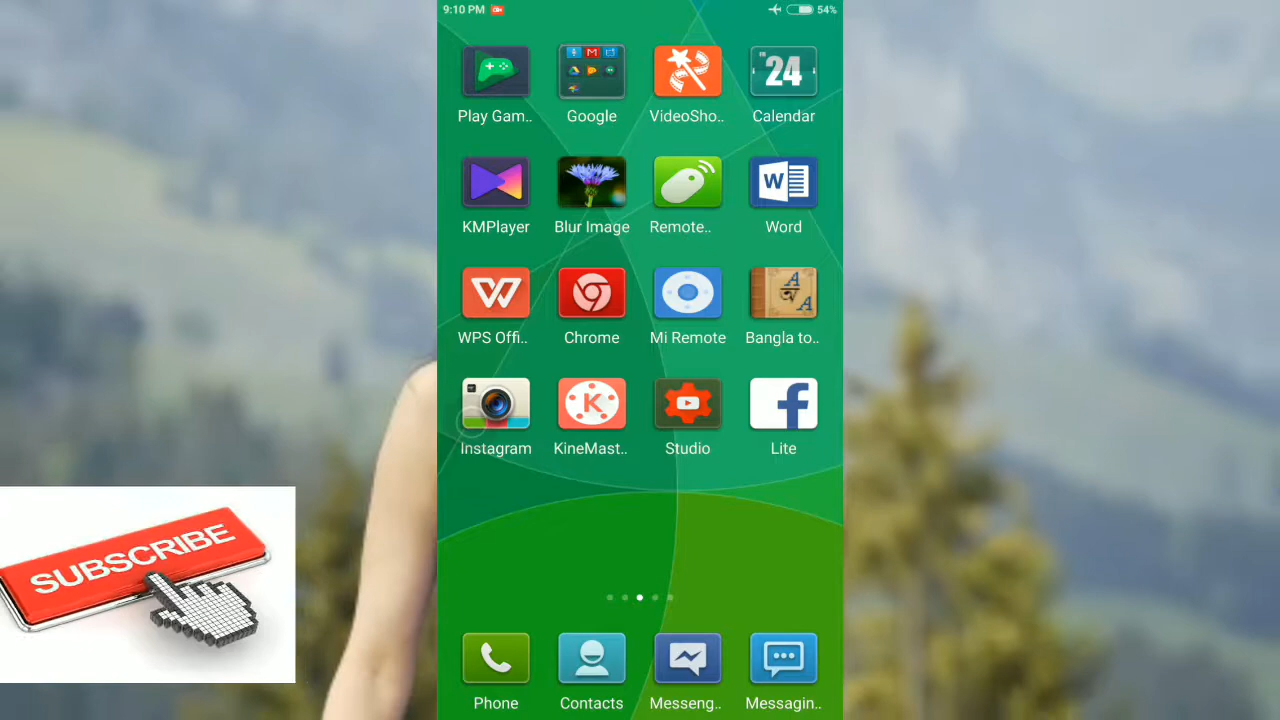 9:10 PM 54%
24
Play Gam.. Google VideoSho.. Calendar
W
KMPlayer Blur Image Remote.. Word
W A অ A
WPS Offi.. Chrome Mi Remote Bangla to..
K f
Instagram KineMast.. Studio Lite
SUBSCRIBE
Phone Contacts Messeng.. Messagin..